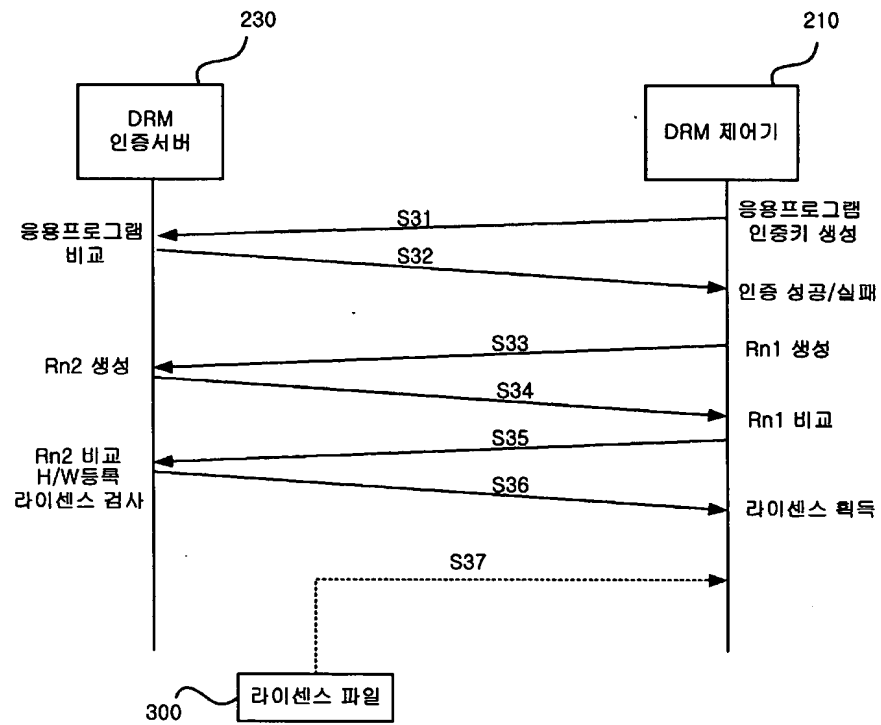 230
210
DRM
인증서버
DRM 제어기
응용프로그램
비교
S31
응용프로그램
인중키 생성
S32
인증 성공/실패
S33
Rn2 생성
Rn1 생성
S34
Rn1 비교
S35
Rn2 비교
H/W등록
라이센스 검사
S36
라이센스 획득
S37
라이센스 파일
300